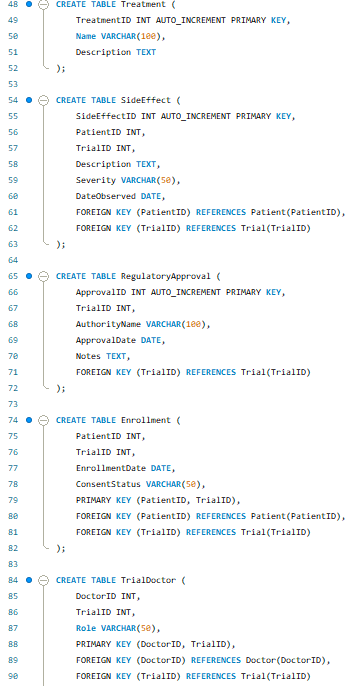 48 CREATE TABLE Treatment (
49 TreatmentID INT AUTO_INCREMENT PRIMARY KEY,
50 Name VARCHAR(100),
51 Description TEXT
52 );
53
54 CREATE TABLE SideEffect (
55 SideEffectID INT AUTO_INCREMENT PRIMARY KEY,
56 PatientID INT,
57 TrialID INT,
58 Description TEXT,
59 Severity VARCHAR(50),
60 DateObserved DATE,
61 FOREIGN KEY (PatientID) REFERENCES Patient(PatientID),
62 FOREIGN KEY (TrialID) REFERENCES Trial(TrialID)
63 );
64
65 CREATE TABLE RegulatoryApproval (
66 ApprovalID INT AUTO_INCREMENT PRIMARY KEY,
67 TrialID INT,
68 AuthorityName VARCHAR(100),
69 ApprovalDate DATE,
70 Notes TEXT,
71 FOREIGN KEY (TrialID) REFERENCES Trial(TrialID)
72 );
73
74 CREATE TABLE Enrollment (
75 PatientID INT,
76 TrialID INT,
77 EnrollmentDate DATE,
78 ConsentStatus VARCHAR(50),
79 PRIMARY KEY (PatientID, TrialID),
80 FOREIGN KEY (PatientID) REFERENCES Patient(PatientID),
81 FOREIGN KEY (TrialID) REFERENCES Trial(TrialID)
82 );
83
84 CREATE TABLE TrialDoctor (
85 DoctorID INT,
86 TrialID INT,
87 Role VARCHAR(50),
88 PRIMARY KEY (DoctorID, TrialID),
89 FOREIGN KEY (DoctorID) REFERENCES Doctor(DoctorID),
90 FOREIGN KEY (TrialID) REFERENCES Trial(TrialID)